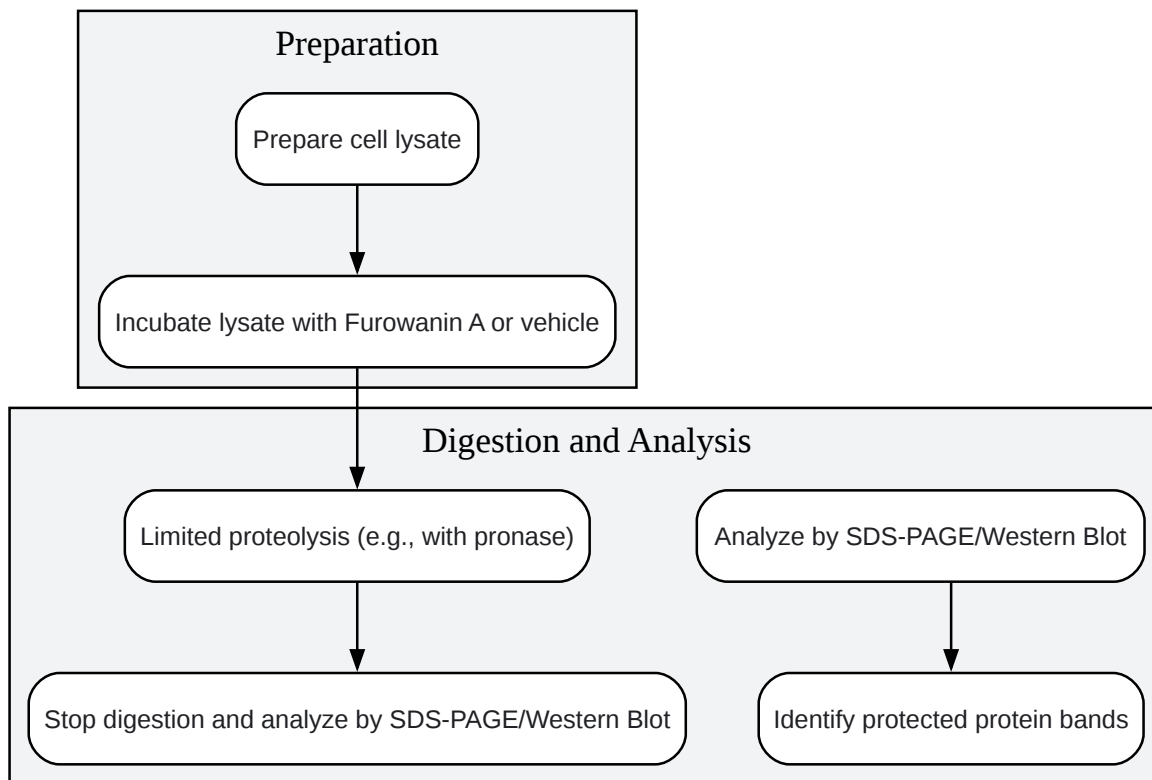 Preparation
Prepare cell lysate
Incubate lysate with Furowanin A or vehicle
Digestion and Analysis
Limited proteolysis (e.g., with pronase)
Analyze by SDS-PAGE/Western Blot
Stop digestion and analyze by SDS-PAGE/Western Blot
Identify protected protein bands